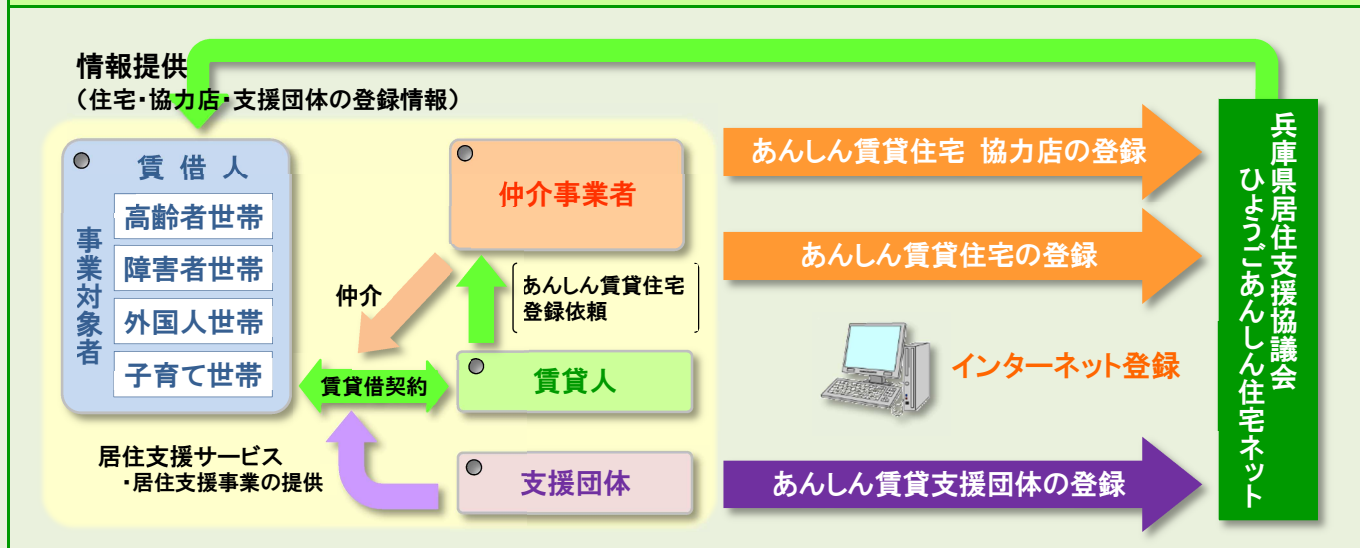 情報提供
（住宅・協力店・支援団体の登録情報）
賃借人
事業対象者
高齢者世帯
障害者世帯
外国人世帯
子育て世帯
仲介事業者
仲介
あんしん賃貸住宅
登録依頼
賃貸借契約
賃貸人
居住支援サービス
・居住支援事業の提供
支援団体
あんしん賃貸住宅 協力店の登録
あんしん賃貸住宅の登録
インターネット登録
あんしん賃貸支援団体の登録
兵庫県居住支援協議会
ひょうごあんしん住宅ネット